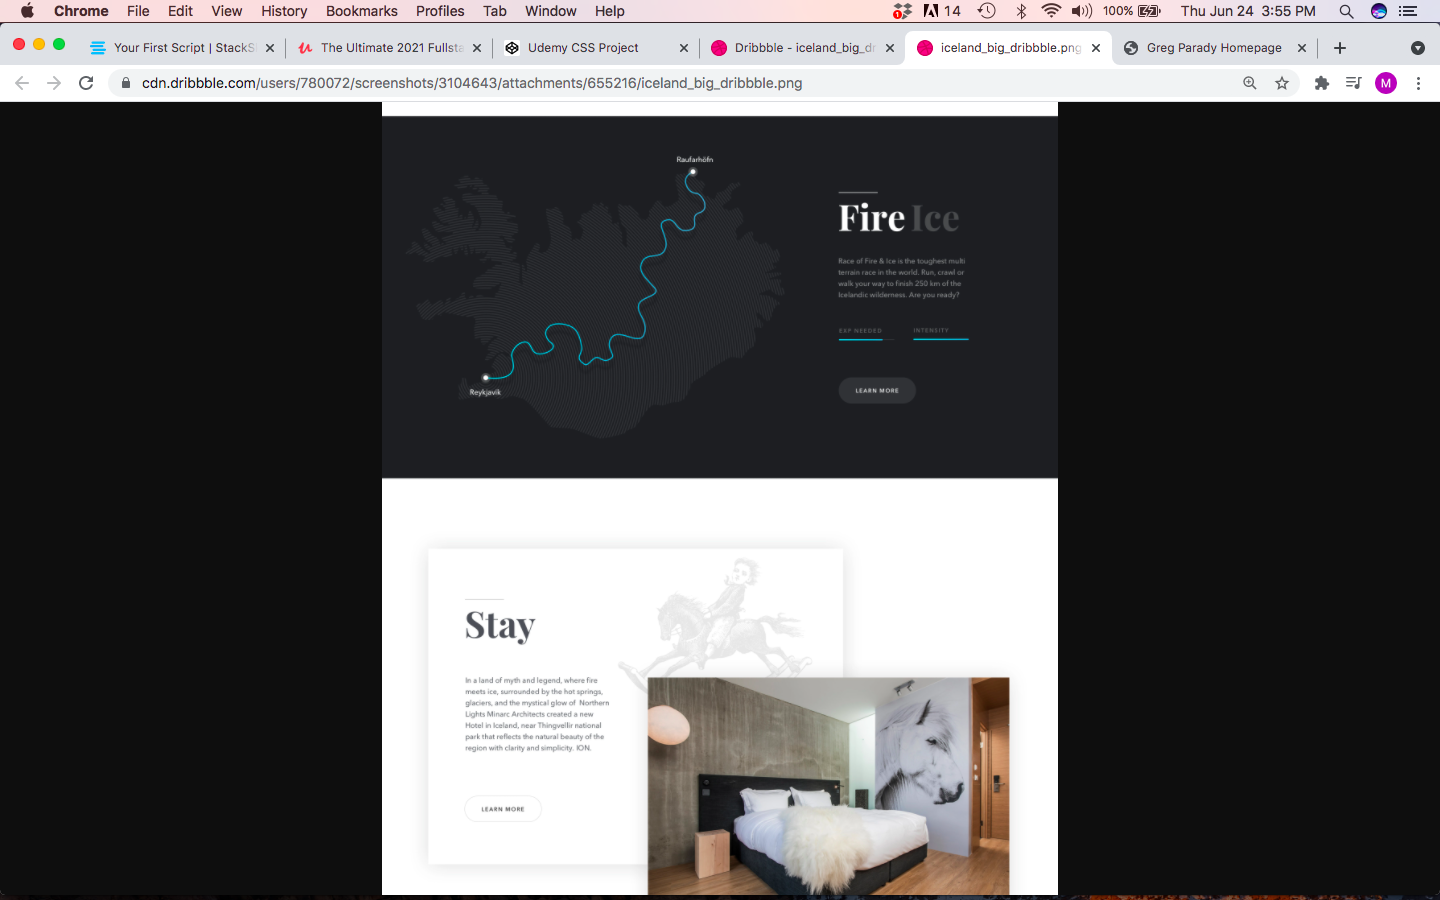 Chrome File Edit View History Bookmarks Profiles Tab Window Help 1 14 100% Thu Jun 24 3:55 PM
Your First Script | StackS
The Ultimate 2021 Fullsta
Udemy CSS Project
Dribbble - iceland_big_dr
iceland_big_dribbble.png
Greg Parady Homepage
cdn.dribbble.com/users/780072/screenshots/3104643/attachments/655216/iceland_big_dribbble.png
M
Raufarhöfn
Reykjavik
Fire Ice
Race of Fire & Ice is the toughest multi
terrain race in the world. Run, crawl or
walk your way to finish 250 km of the
Icelandic wilderness. Are you ready?
EXP NEEDED INTENSITY
LEARN MORE
Stay
In a land of myth and legend, where fire
meets ice, surrounded by the hot springs,
glaciers, and the mystical glow of Northern
Lights Minarc Architects created a new
Hotel in Iceland, near Thingvellir national
park that reflects the natural beauty of the
region with clarity and simplicity. ION.
LEARN MORE